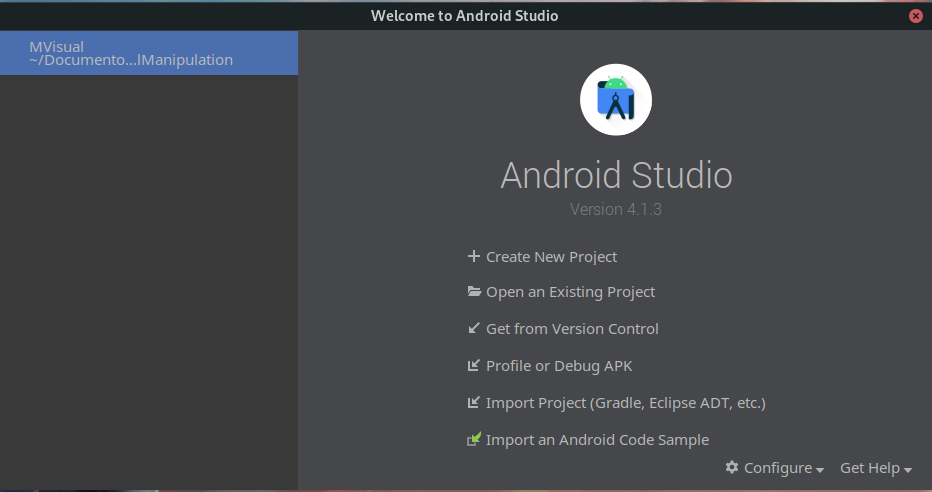 Welcome to Android Studio
MVisual
~/Documento...lManipulation
Android Studio
Version 4.1.3
Create New Project
Open an Existing Project
Get from Version Control
Profile or Debug APK
Import Project (Gradle, Eclipse ADT, etc.)
Import an Android Code Sample
Configure Get Help